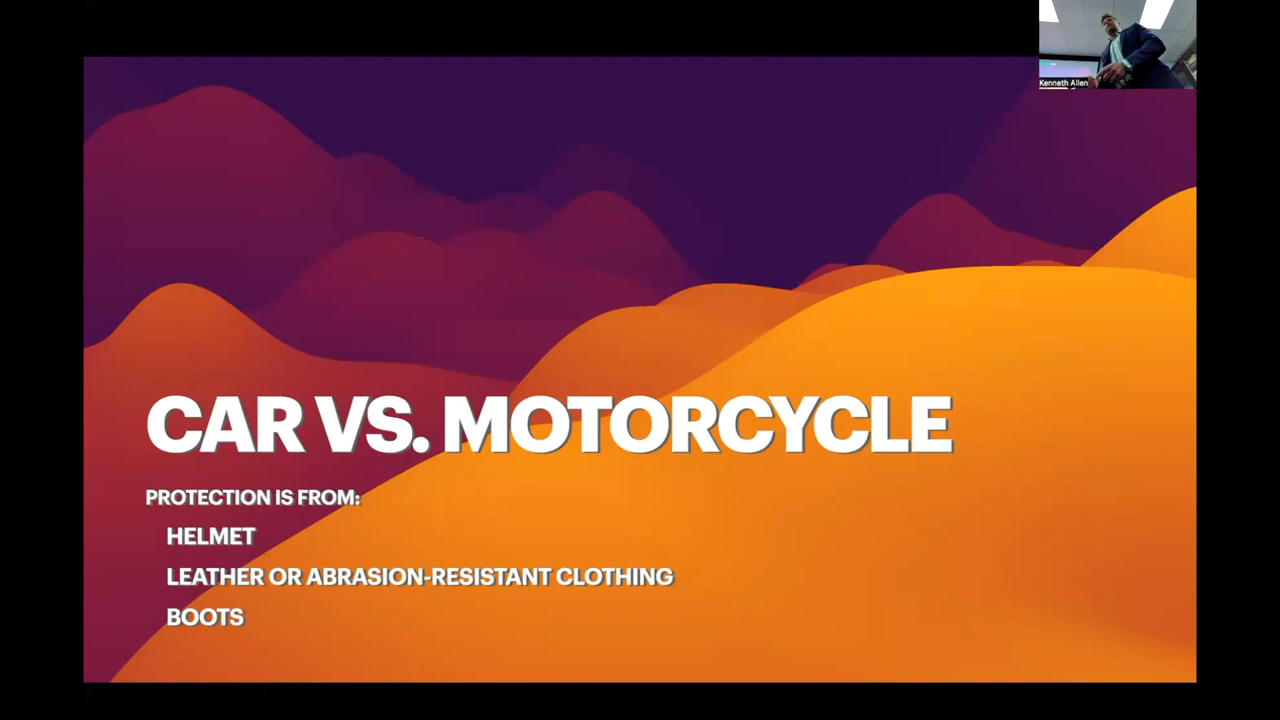 Kenneth Allen
CAR VS. MOTORCYCLE
PROTECTION IS FROM:
HELMET
LEATHER OR ABRASION-RESISTANT CLOTHING
BOOTS